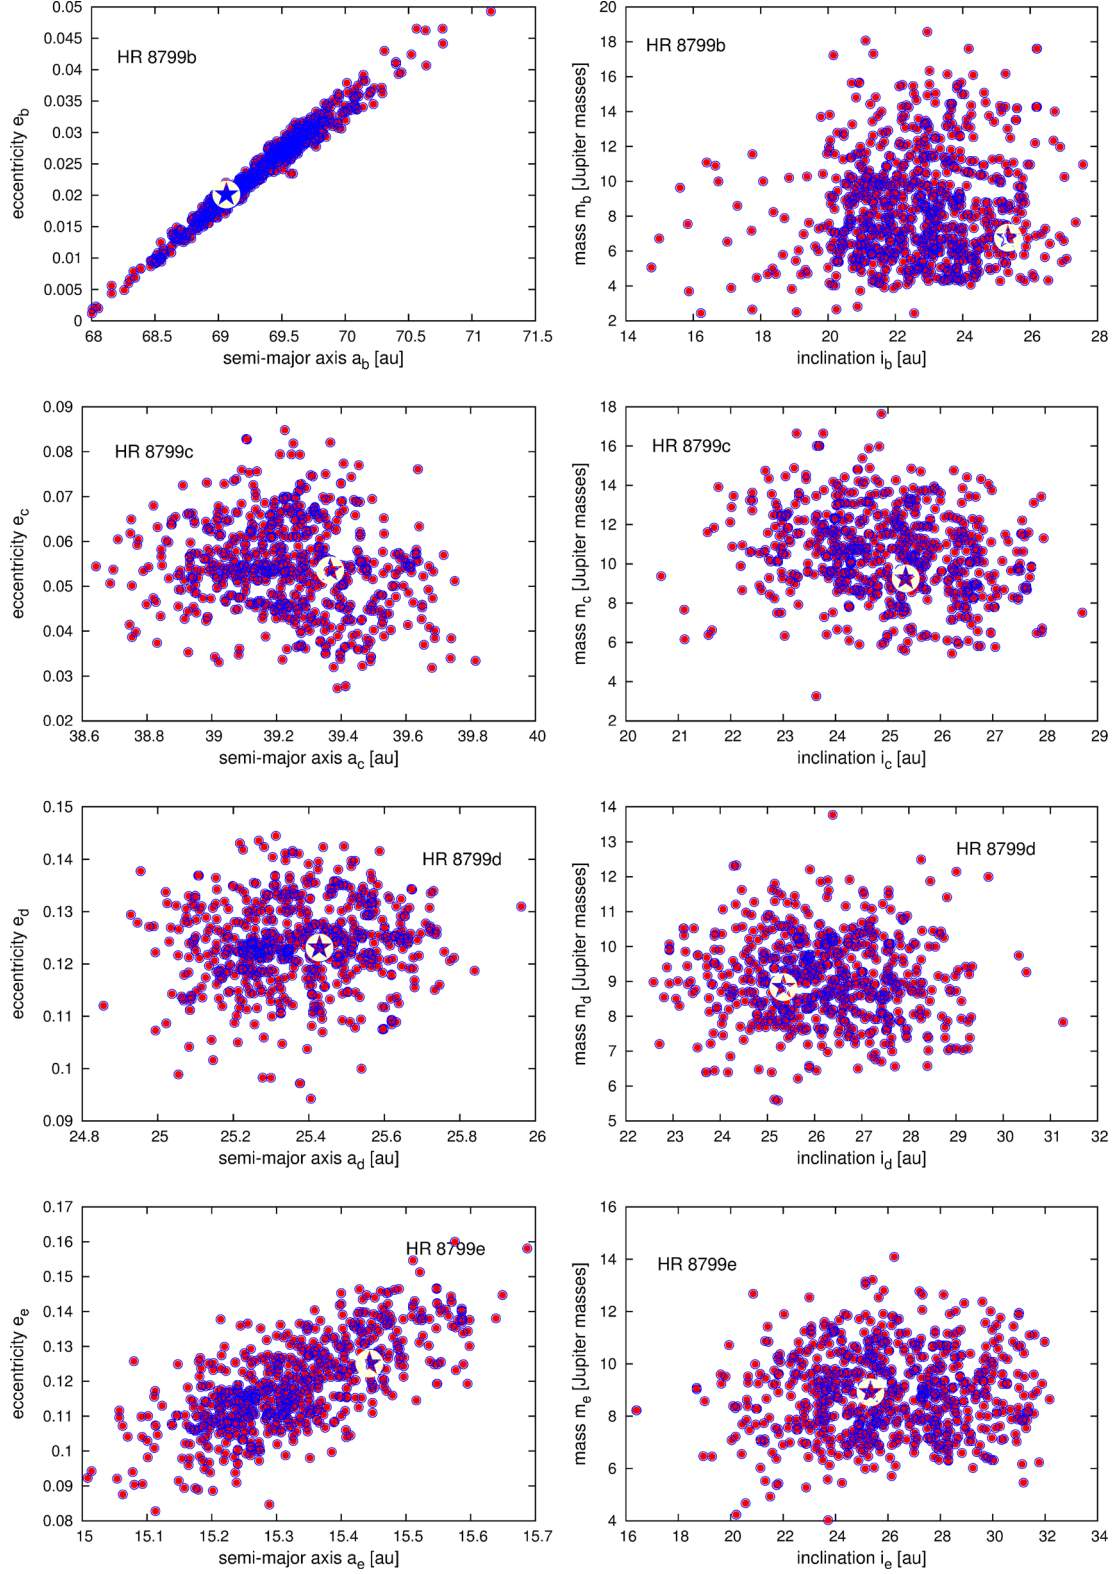 0.05
0.045
0.04
0.035
0.03
0.025
0.02
0.015
0.01
0.005
0
eccentricity e_b
HR 8799b
68 68.5 69 69.5 70 70.5 71 71.5
semi-major axis a_b [au]
20
18
16
14
12
10
8
6
4
2
mass m_b [Jupiter masses]
HR 8799b
14 16 18 20 22 24 26 28
inclination i_b [au]
0.09
0.08
0.07
0.06
0.05
0.04
0.03
0.02
eccentricity e_c
HR 8799c
38.6 38.8 39 39.2 39.4 39.6 39.8 40
semi-major axis a_c [au]
18
16
14
12
10
8
6
4
2
mass m_c [Jupiter masses]
HR 8799c
20 21 22 23 24 25 26 27 28 29
inclination i_c [au]
0.15
0.14
0.13
0.12
0.11
0.1
0.09
eccentricity e_d
HR 8799d
24.8 25 25.2 25.4 25.6 25.8 26
semi-major axis a_d [au]
14
13
12
11
10
9
8
7
6
5
mass m_d [Jupiter masses]
HR 8799d
22 23 24 25 26 27 28 29 30 31 32
inclination i_d [au]
0.17
0.16
0.15
0.14
0.13
0.12
0.11
0.1
0.09
0.08
eccentricity e_e
HR 8799e
15 15.1 15.2 15.3 15.4 15.5 15.6 15.7
semi-major axis a_e [au]
16
14
12
10
8
6
4
mass m_e [Jupiter masses]
HR 8799e
16 18 20 22 24 26 28 30 32 34
inclination i_e [au]